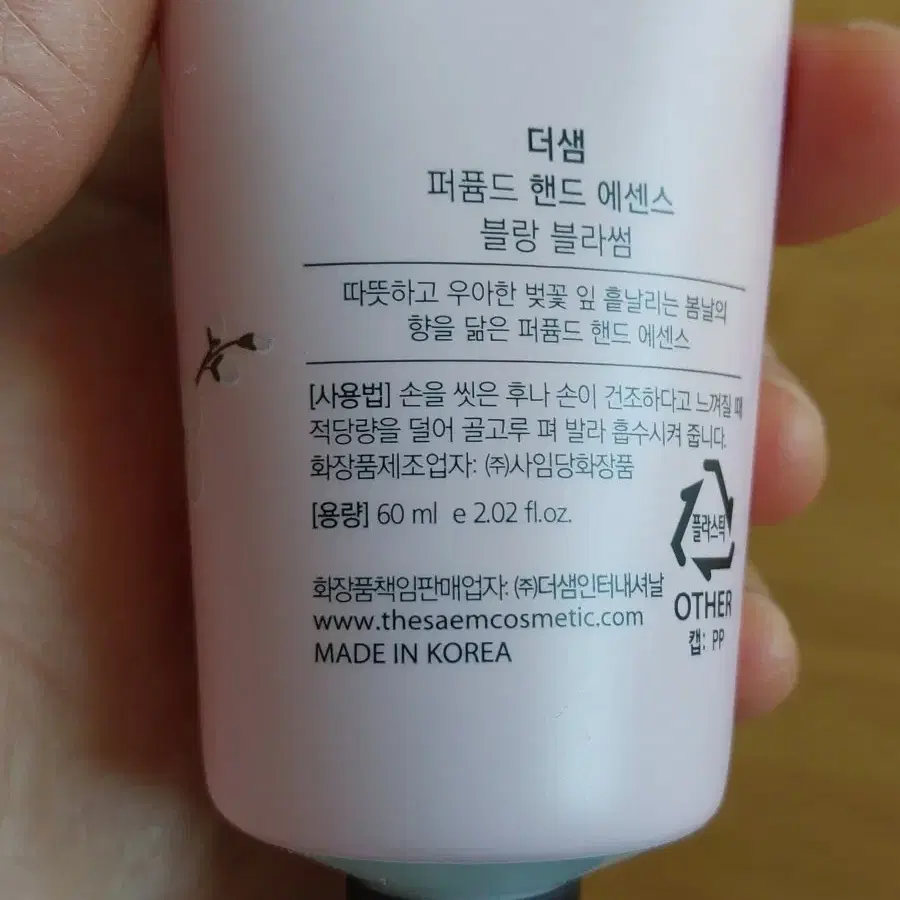 더샘
퍼퓸드 핸드 에센스
블랑 블라썸
따뜻하고 우아한 벚꽃 잎 흩날리는 봄날의
향을 닮은 퍼퓸드 핸드 에센스
[사용법] 손을 씻은 후나 손이 건조하다고 느껴질 때
적당량을 덜어 골고루 펴 발라 흡수시켜 줍니다.
화장품제조업자: ㈜사임당화장품
[용량] 60 ml e 2.02 fl.oz.
플라스틱
화장품책임판매업자: ㈜더샘인터내셔날
OTHER
www.thesaemcosmetic.com
캡: PP
MADE IN KOREA